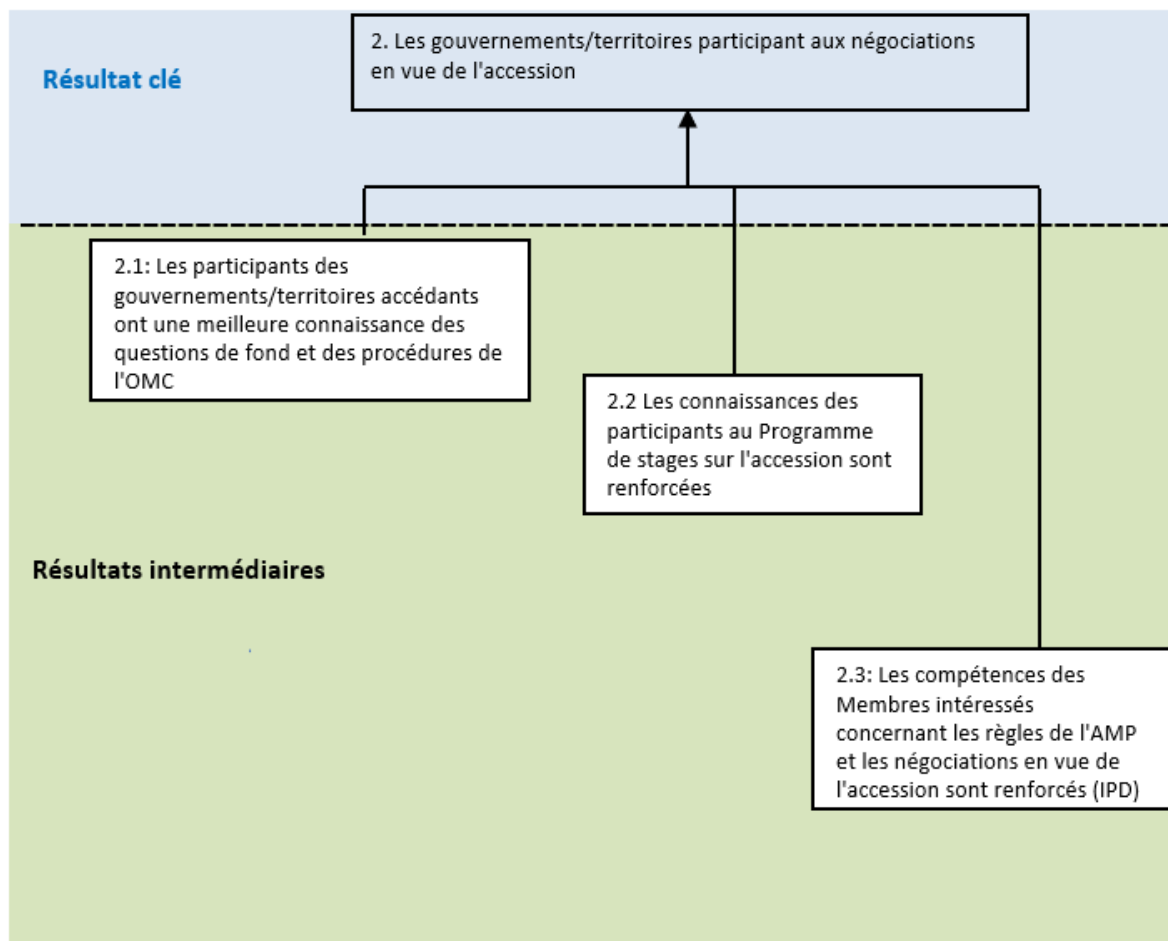 2. Les gouvernements/territoires participant aux négociations
en vue de l'accession
Résultat clé
2.1: Les participants des
gouvernements/territoires accédants
ont une meilleure connaissance des
questions de fond et des procédures de
l'OMC
2.2 Les connaissances des
participants au Programme
de stages sur l'accession sont
renforcées
Résultats intermédiaires
2.3: Les compétences des
Membres intéressés
concernant les règles de l'AMP
et les négociations en vue de
l'accession sont renforcés (IPD)